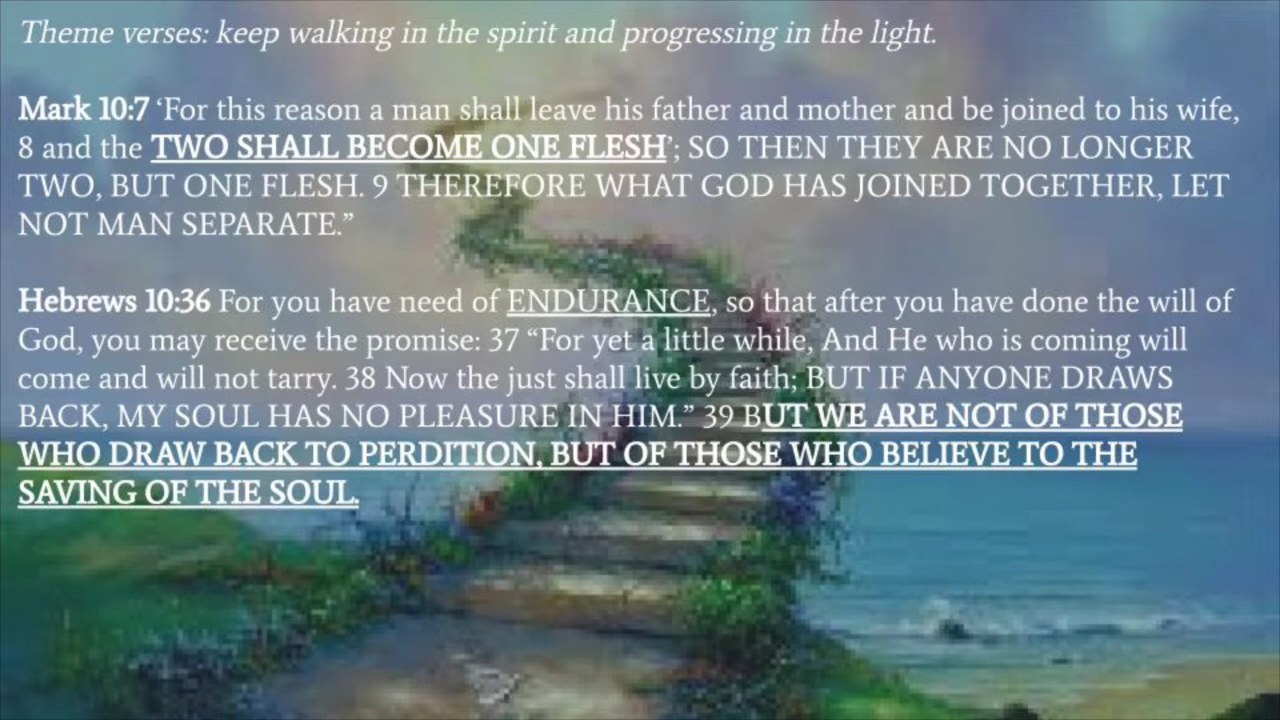 Theme verses: keep walking in the spirit and progressing in the light.
Mark 10:7 ‘For this reason a man shall leave his father and mother and be joined to his wife,
8 and the TWO SHALL BECOME ONE FLESH’; SO THEN THEY ARE NO LONGER
TWO, BUT ONE FLESH. 9 THEREFORE WHAT GOD HAS JOINED TOGETHER, LET
NOT MAN SEPARATE.”
Hebrews 10:36 For you have need of ENDURANCE, so that after you have done the will of
God, you may receive the promise: 37 “For yet a little while, And He who is coming will
come and will not tarry. 38 Now the just shall live by faith; BUT IF ANYONE DRAWS
BACK, MY SOUL HAS NO PLEASURE IN HIM.” 39 BUT WE ARE NOT OF THOSE
WHO DRAW BACK TO PERDITION, BUT OF THOSE WHO BELIEVE TO THE
SAVING OF THE SOUL.